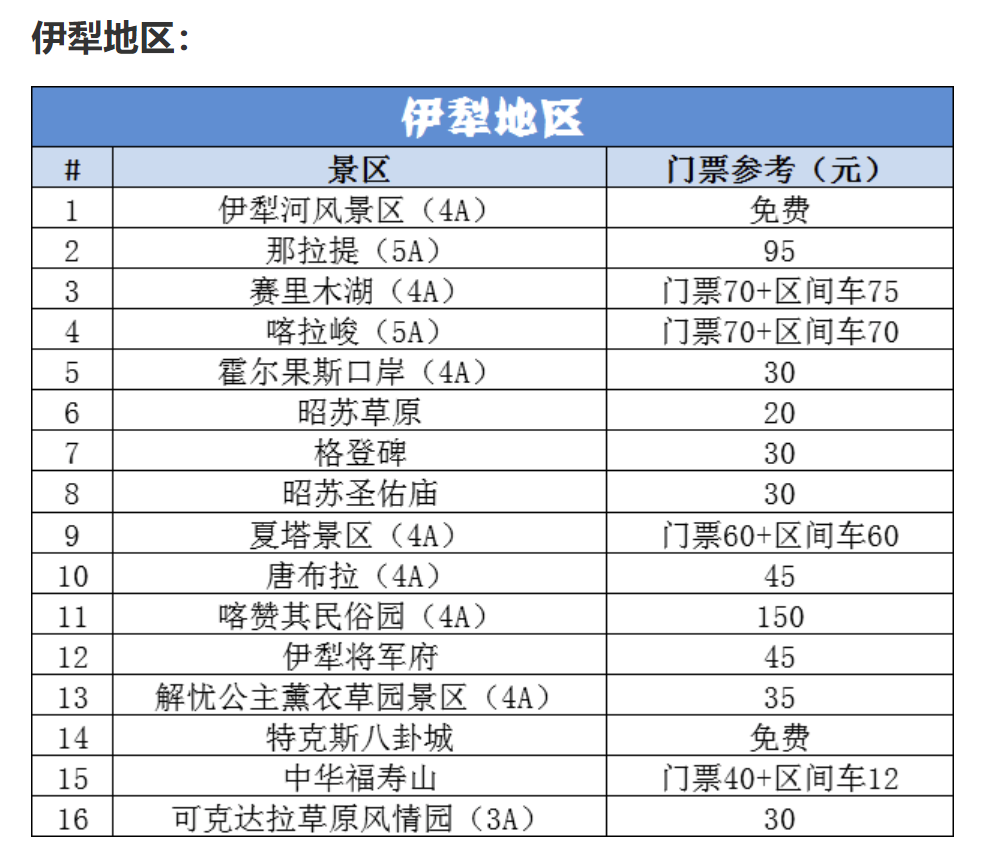 伊犁地区：
伊犁地区
# 景区 门票参考（元）
1 伊犁河风景区（4A） 免费
2 那拉提（5A） 95
3 赛里木湖（4A） 门票70+区间车75
4 喀拉峻（5A） 门票70+区间车70
5 霍尔果斯口岸（4A） 30
6 昭苏草原 20
7 格登碑 30
8 昭苏圣佑庙 30
9 夏塔景区（4A） 门票60+区间车60
10 唐布拉（4A） 45
11 喀赞其民俗园（4A） 150
12 伊犁将军府 45
13 解忧公主薰衣草园景区（4A） 35
14 特克斯八卦城 免费
15 中华福寿山 门票40+区间车12
16 可克达拉草原风情园（3A） 30